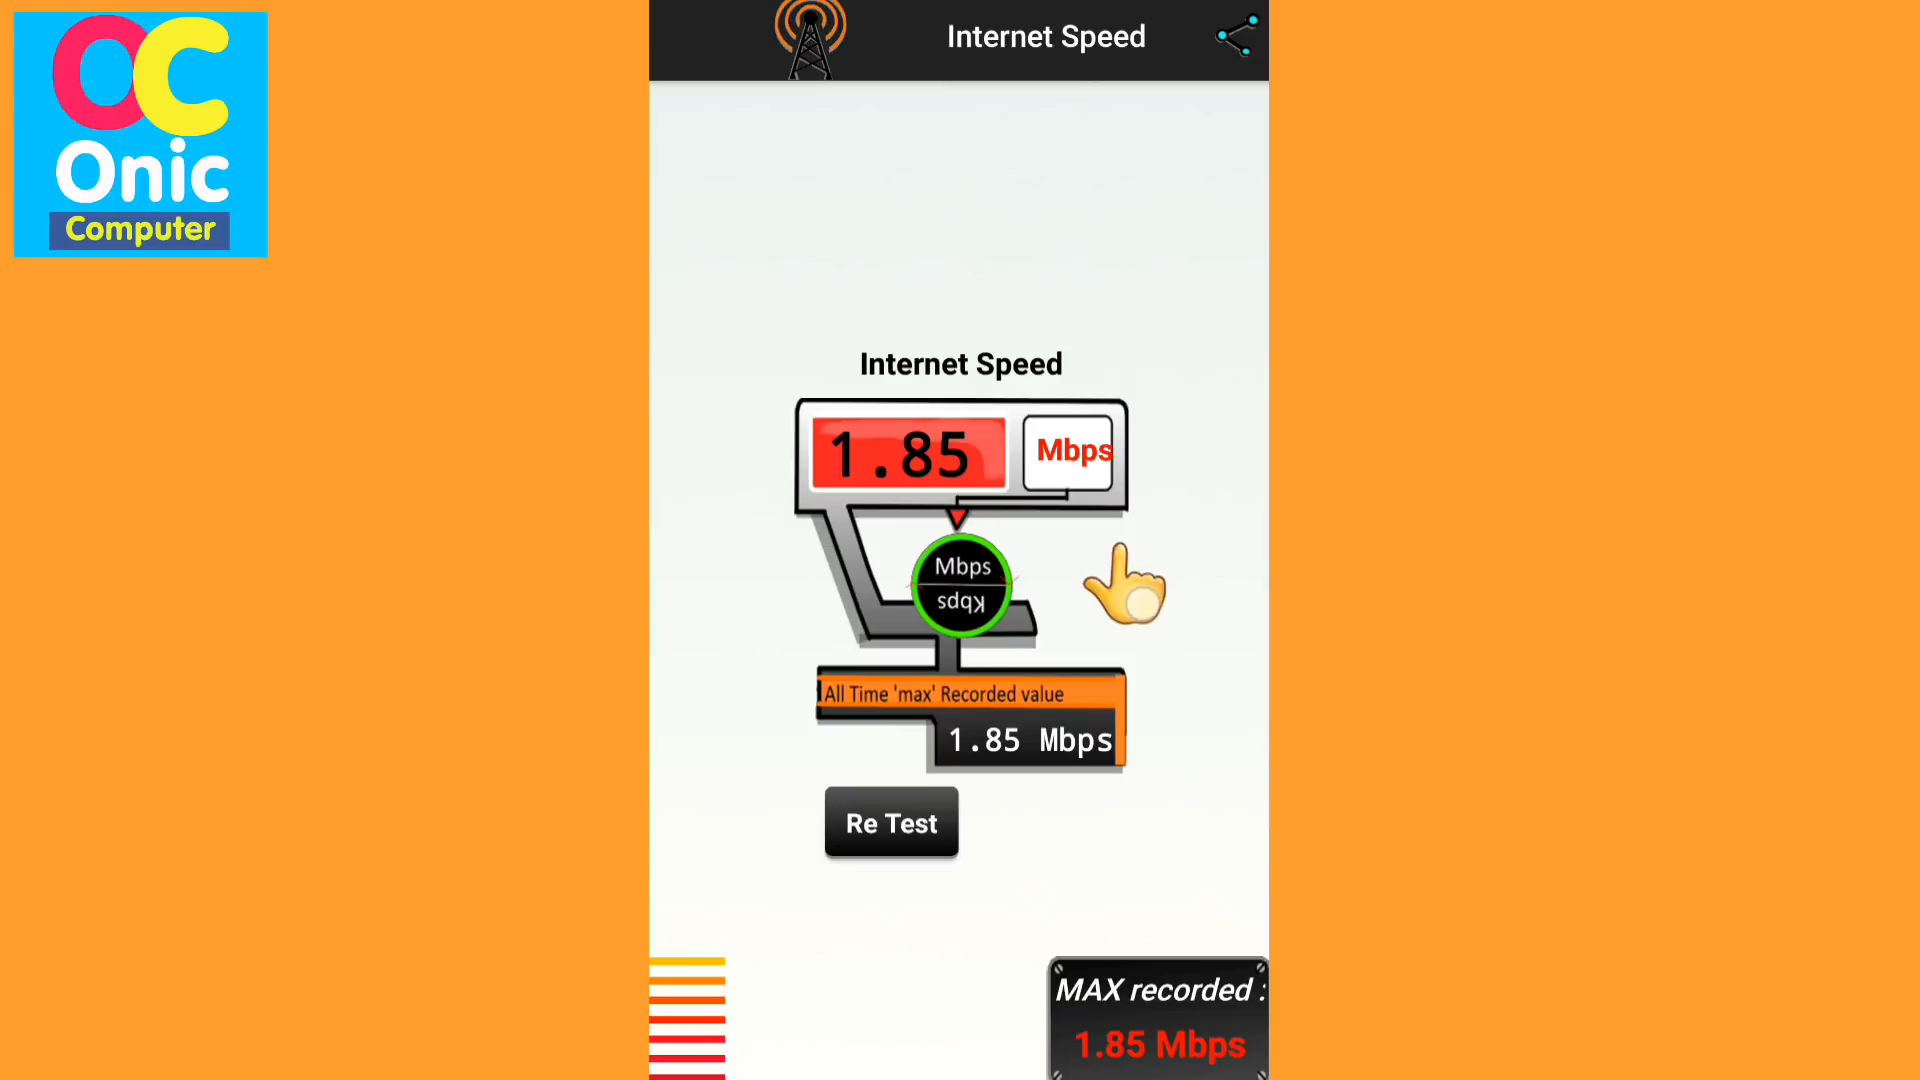 OC
Onic
Computer
Internet Speed
Internet Speed
1.85 Mbps
Mbps
Kbps
All Time 'max' Recorded value
1.85 Mbps
Re Test
MAX recorded :
1.85 Mbps